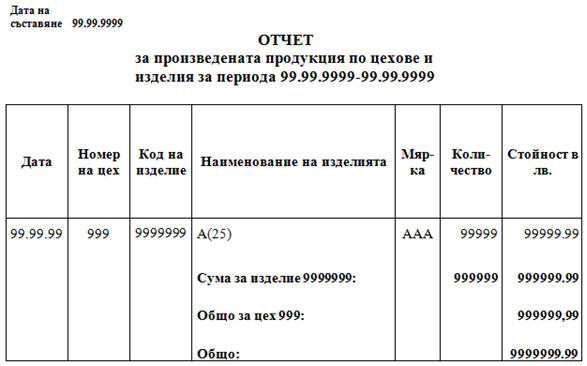 Дата на
съставяне 99.99.9999
ОТЧЕТ
за произведената продукция по цехове и
изделия за периода 99.99.9999-99.99.9999
Дата Номер на цех Код на изделие Наименование на изделията Мяр-ка Коли-чество Стойност в лв.
99.99.99 999 9999999 А(25) ААА 99999 99999.99
Сума за изделие 9999999: 999999 999999.99
Общо за цех 999: 999999,99
Общо: 9999999.99